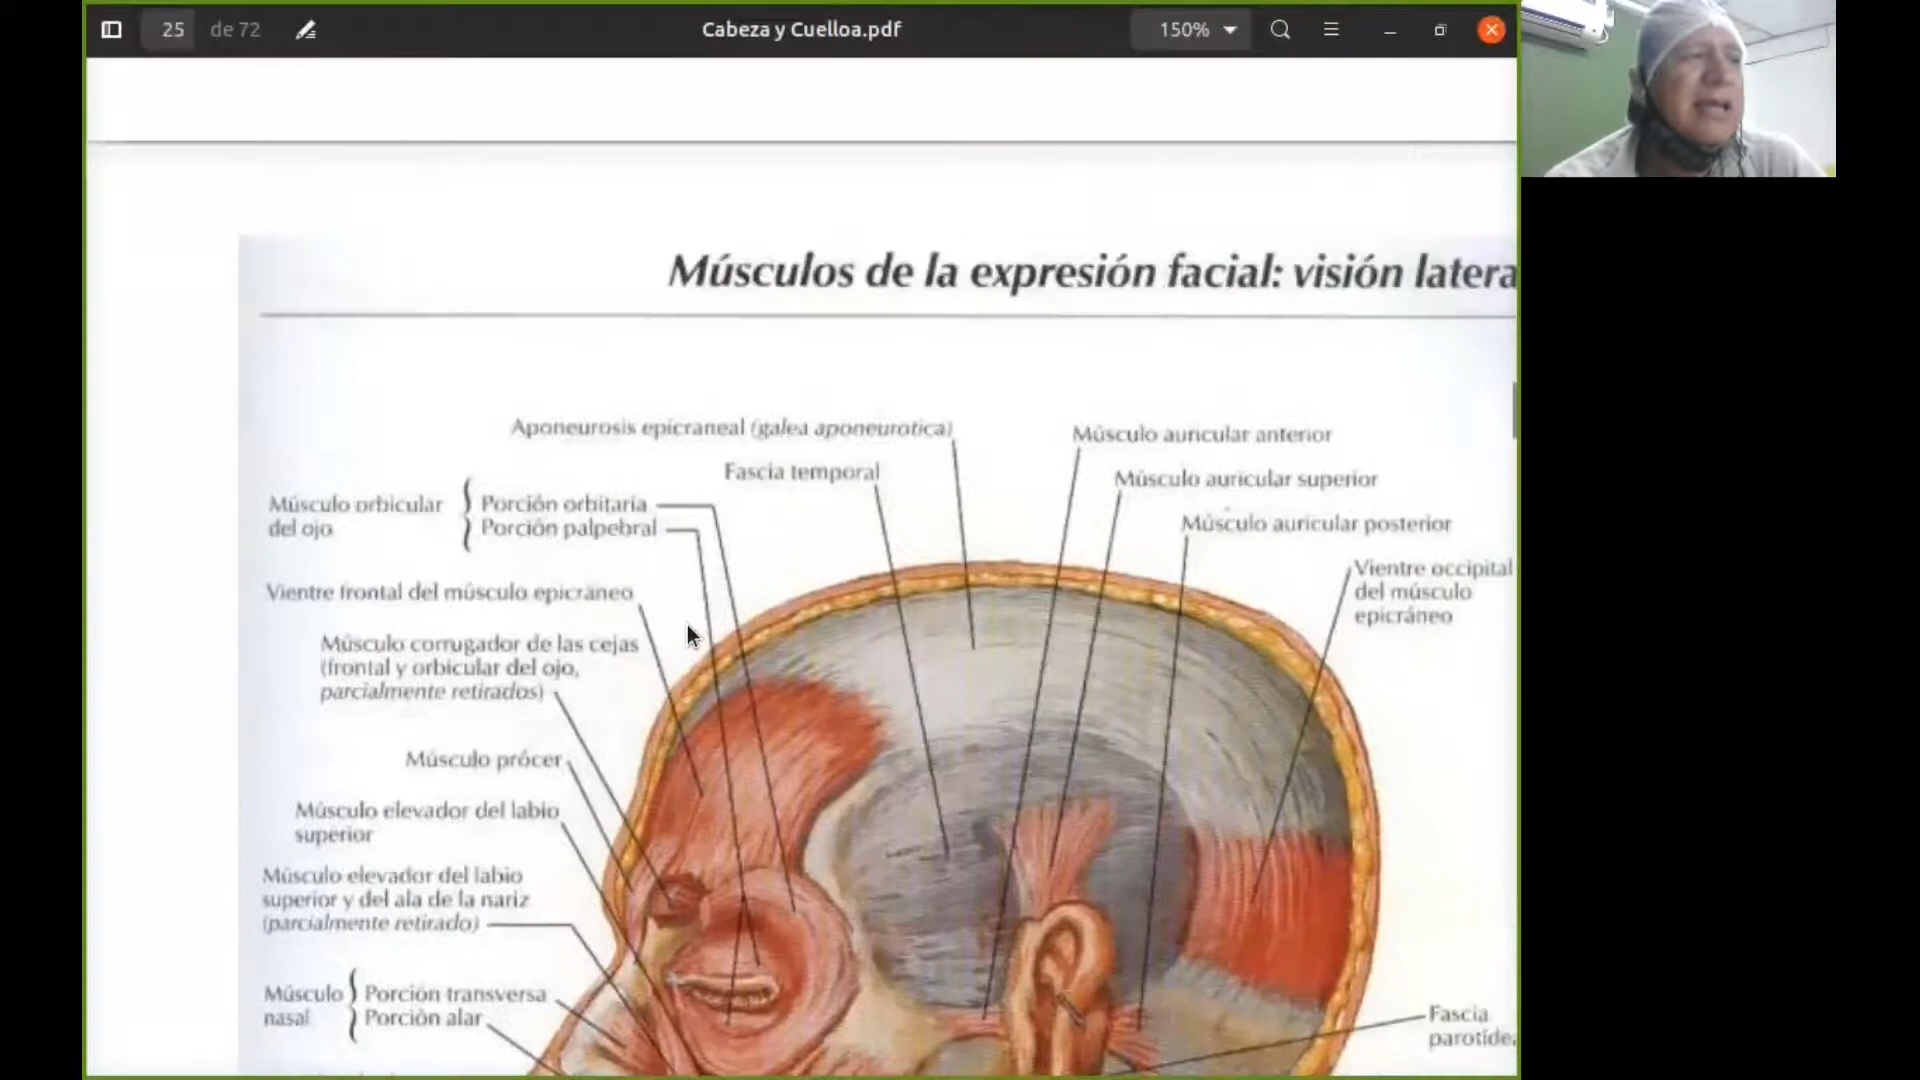 25 de 72
Cabeza y Cuelloa.pdf
150%
Músculos de la expresión facial: visión latera
Aponeurosis epicraneal (galea aponeurotica)
Músculo auricular anterior
Fascia temporal
Músculo auricular superior
Músculo orbicular
del ojo
Porción orbitaria
Porción palpebral
Músculo auricular posterior
Vientre occipital
del músculo
epicráneo
Vientre frontal del músculo epicráneo
Músculo corrugador de las cejas
(frontal y orbicular del ojo,
parcialmente retirados)
Músculo prócer
Músculo elevador del labio
superior
Músculo elevador del labio
superior y del ala de la nariz
(parcialmente retirado)
Músculo
nasal
Porción transversa
Porción alar
Fascia
parotíde